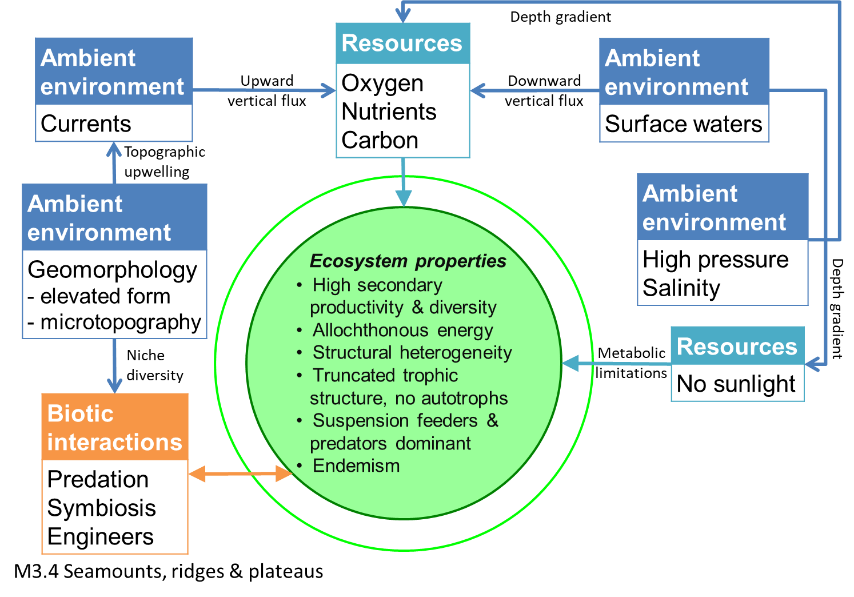 Depth gradient
Resources
Oxygen
Nutrients
Carbon
Ambient
environment
Currents
Upward
vertical flux
Downward
vertical flux
Ambient
environment
Surface waters
Topographic
upwelling
Ambient
environment
Geomorphology
- elevated form
- microtopography
Ambient
environment
High pressure
Salinity
Depth gradient
Ecosystem properties
• High secondary
productivity & diversity
• Allochthonous energy
• Structural heterogeneity
• Truncated trophic
structure, no autotrophs
• Suspension feeders &
predators dominant
• Endemism
Metabolic
limitations
Resources
No sunlight
Niche
diversity
Biotic
interactions
Predation
Symbiosis
Engineers
M3.4 Seamounts, ridges & plateaus